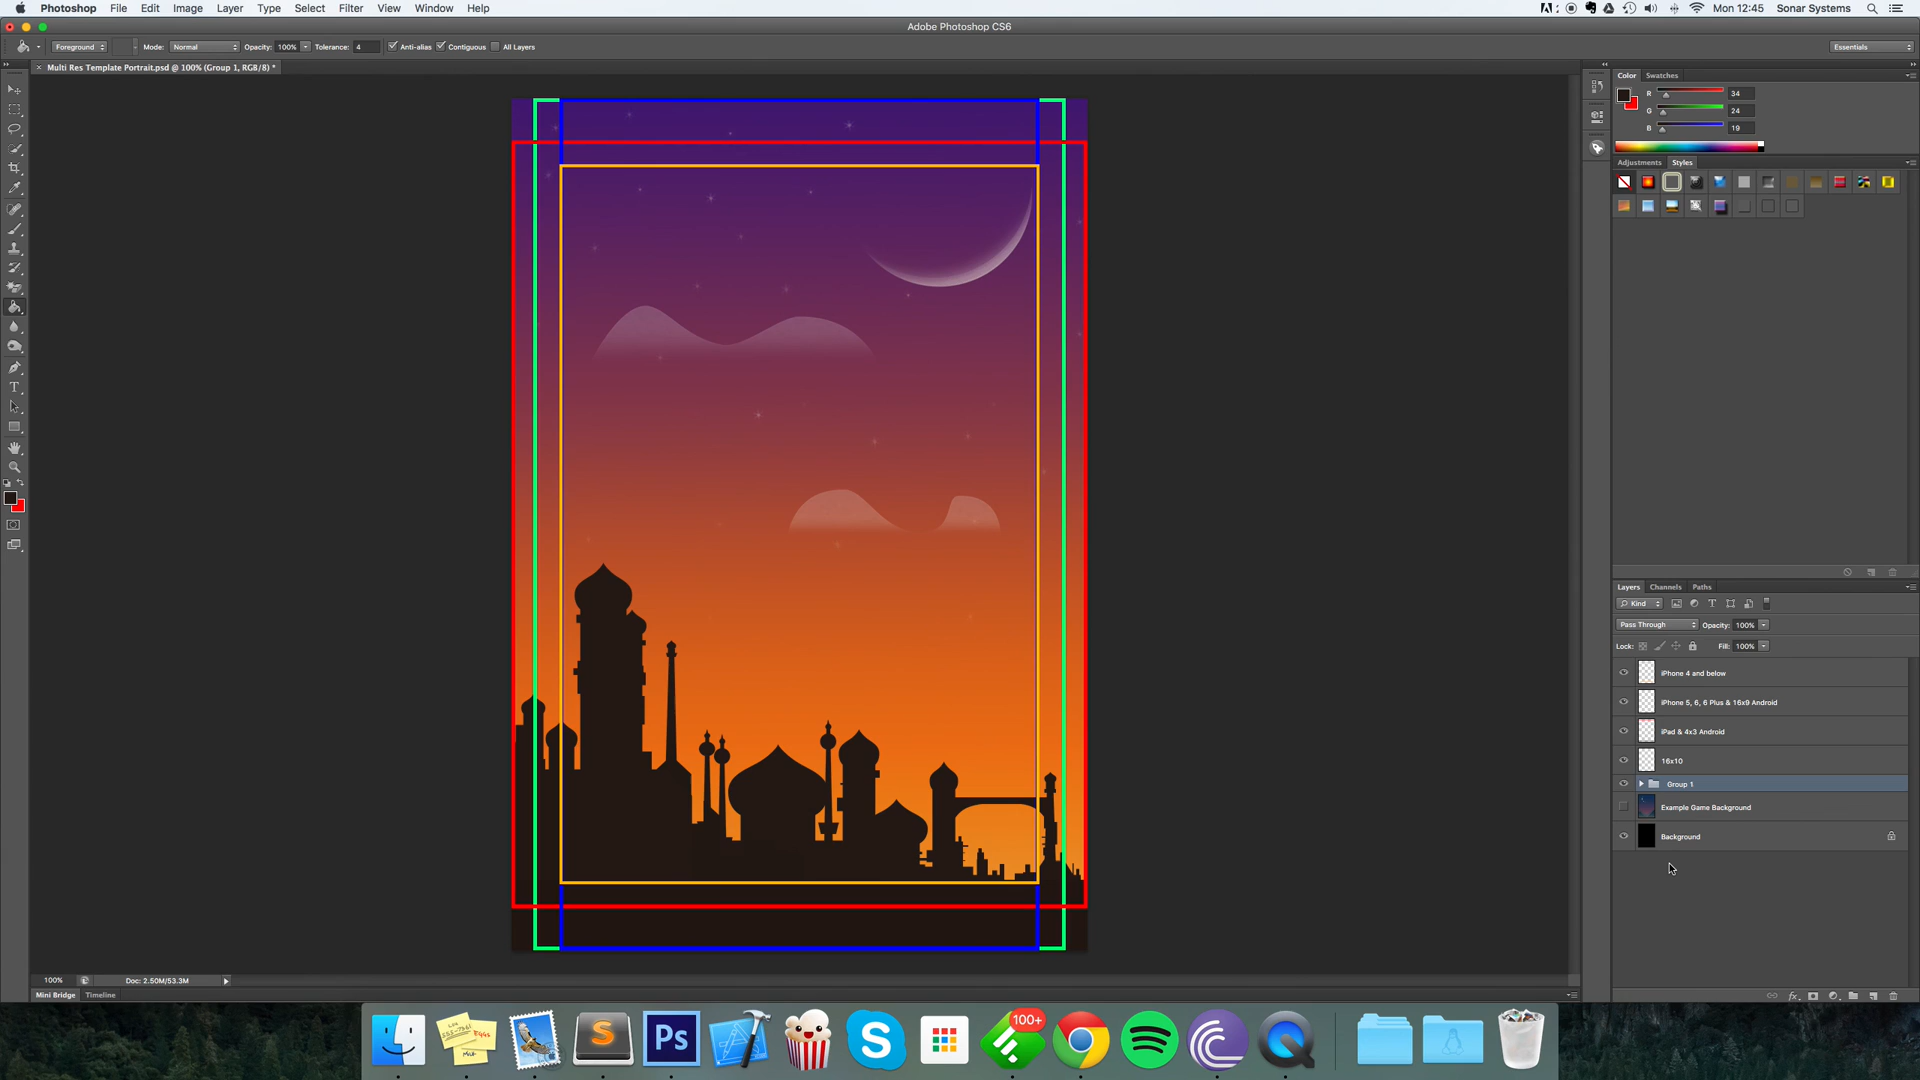 Photoshop File Edit Image Layer Type Select Filter View Window Help
Mon 12:45 Sonar Systems
Adobe Photoshop CS6
Foreground Mode: Normal Opacity: 100% Tolerance: 4 Anti-alias Contiguous All Layers Essentials
Multi Res Template Portrait.psd @ 100% (Group 1, RGB/8) *
Color Swatches
R 34
G 24
B 19
Adjustments Styles
Layers Channels Paths
Kind
Pass Through Opacity: 100%
Lock: Fill: 100%
iPhone 4 and below
iPhone 5, 6, 6 Plus & 16x9 Android
iPad & 4x3 Android
16x10
Group 1
Example Game Background
Background
100% Doc: 2.50M/53.3M
Mini Bridge Timeline
100+
EGGS
Ps